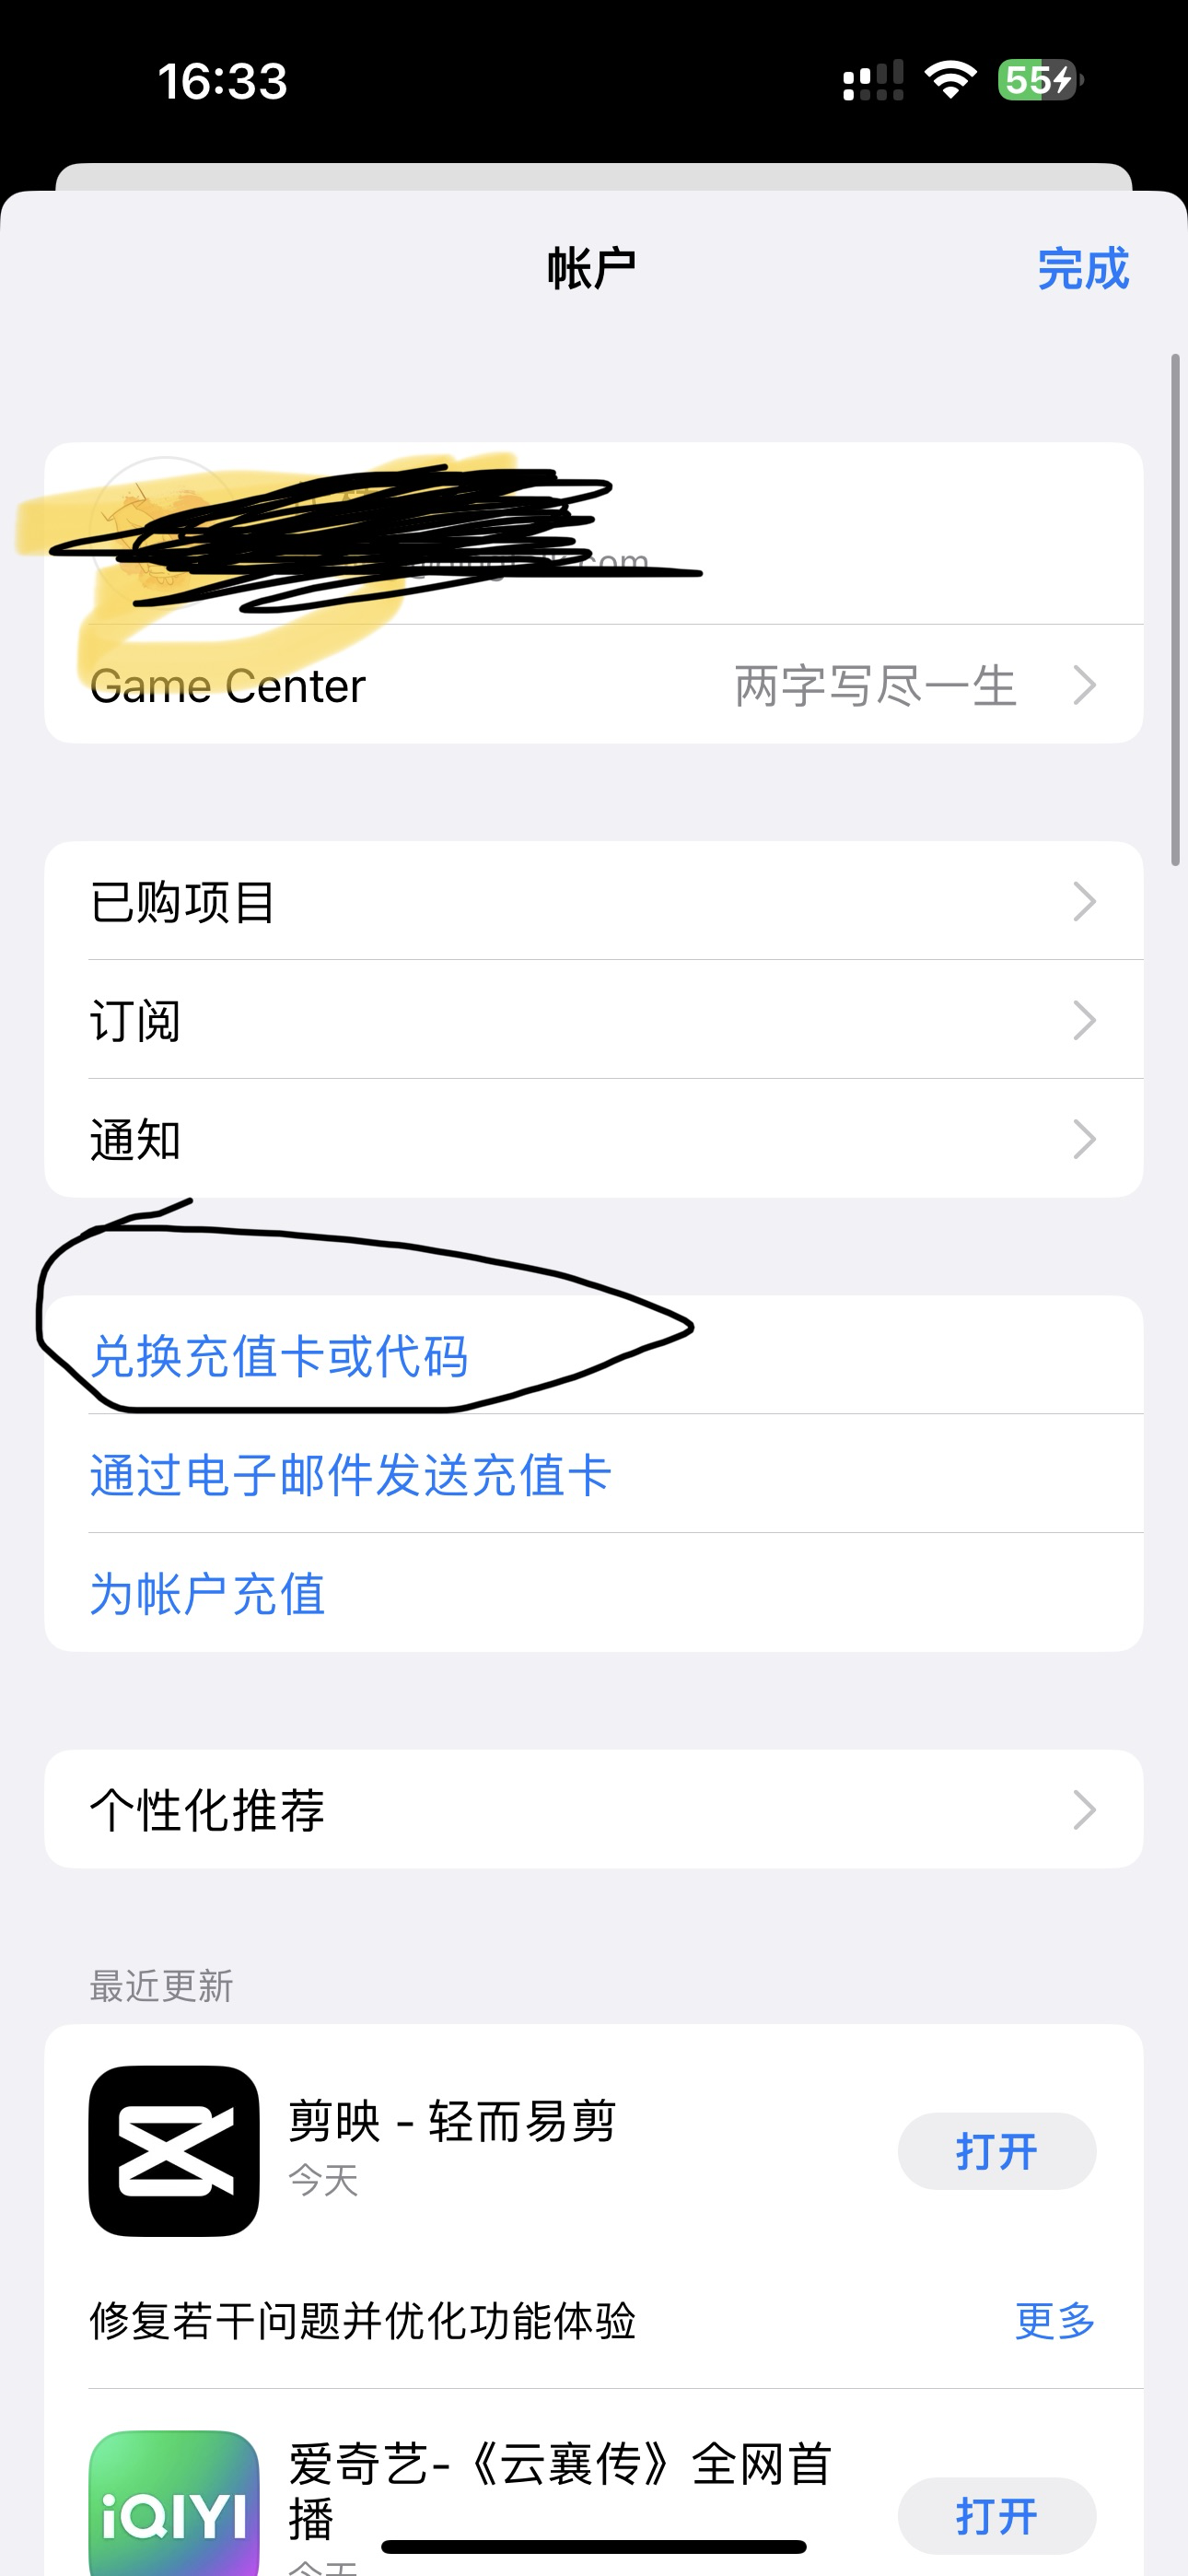 16:33
55
帐户
完成
com
Game Center
两字写尽一生
已购项目
订阅
通知
兑换充值卡或代码
通过电子邮件发送充值卡
为帐户充值
个性化推荐
最近更新
剪映 - 轻而易剪
今天
打开
修复若干问题并优化功能体验
更多
iQIYI
爱奇艺-《云襄传》全网首
播
今天
打开